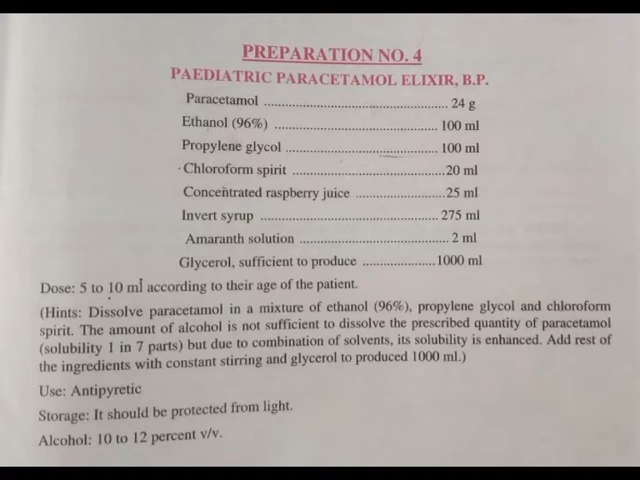 PREPARATION NO. 4
PAEDIATRIC PARACETAMOL ELIXIR, B.P.
Paracetamol ................................................ 24 g
Ethanol (96%) .......................................... 100 ml
Propylene glycol ....................................... 100 ml
Chloroform spirit ........................................ 20 ml
Concentrated raspberry juice ....................... 25 ml
Invert syrup .............................................. 275 ml
Amaranth solution ....................................... 2 ml
Glycerol, sufficient to produce ................... 1000 ml
Dose: 5 to 10 ml according to their age of the patient.
(Hints: Dissolve paracetamol in a mixture of ethanol (96%), propylene glycol and chloroform
spirit. The amount of alcohol is not sufficient to dissolve the prescribed quantity of paracetamol
(solubility 1 in 7 parts) but due to combination of solvents, its solubility is enhanced. Add rest of
the ingredients with constant stirring and glycerol to produced 1000 ml.)
Use: Antipyretic
Storage: It should be protected from light.
Alcohol: 10 to 12 percent v/v.